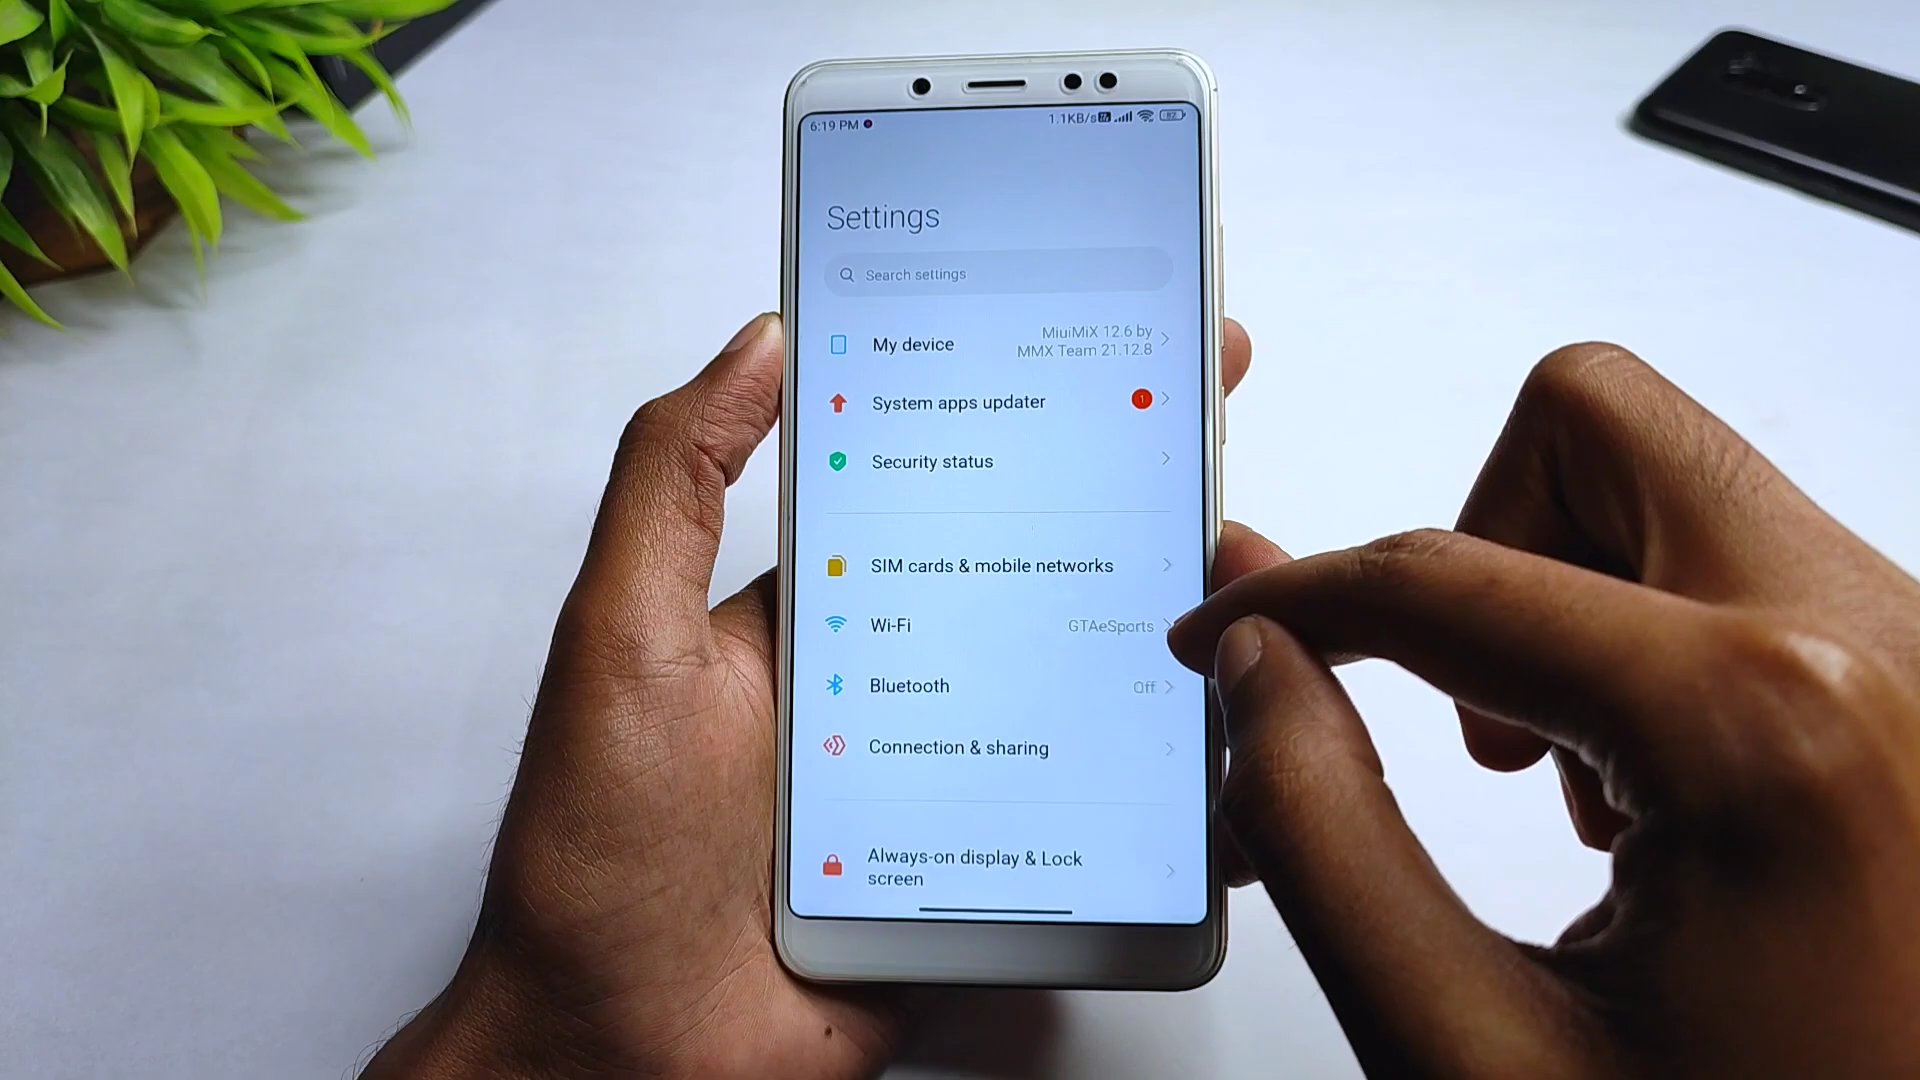 6:19 PM
1.1KB/s
82
Settings
Search settings
My device
MiuiMiX 12.6 by
MMX Team 21.12.8
System apps updater
1
Security status
SIM cards & mobile networks
Wi-Fi
GTAeSports
Bluetooth
Off
Connection & sharing
Always-on display & Lock
screen